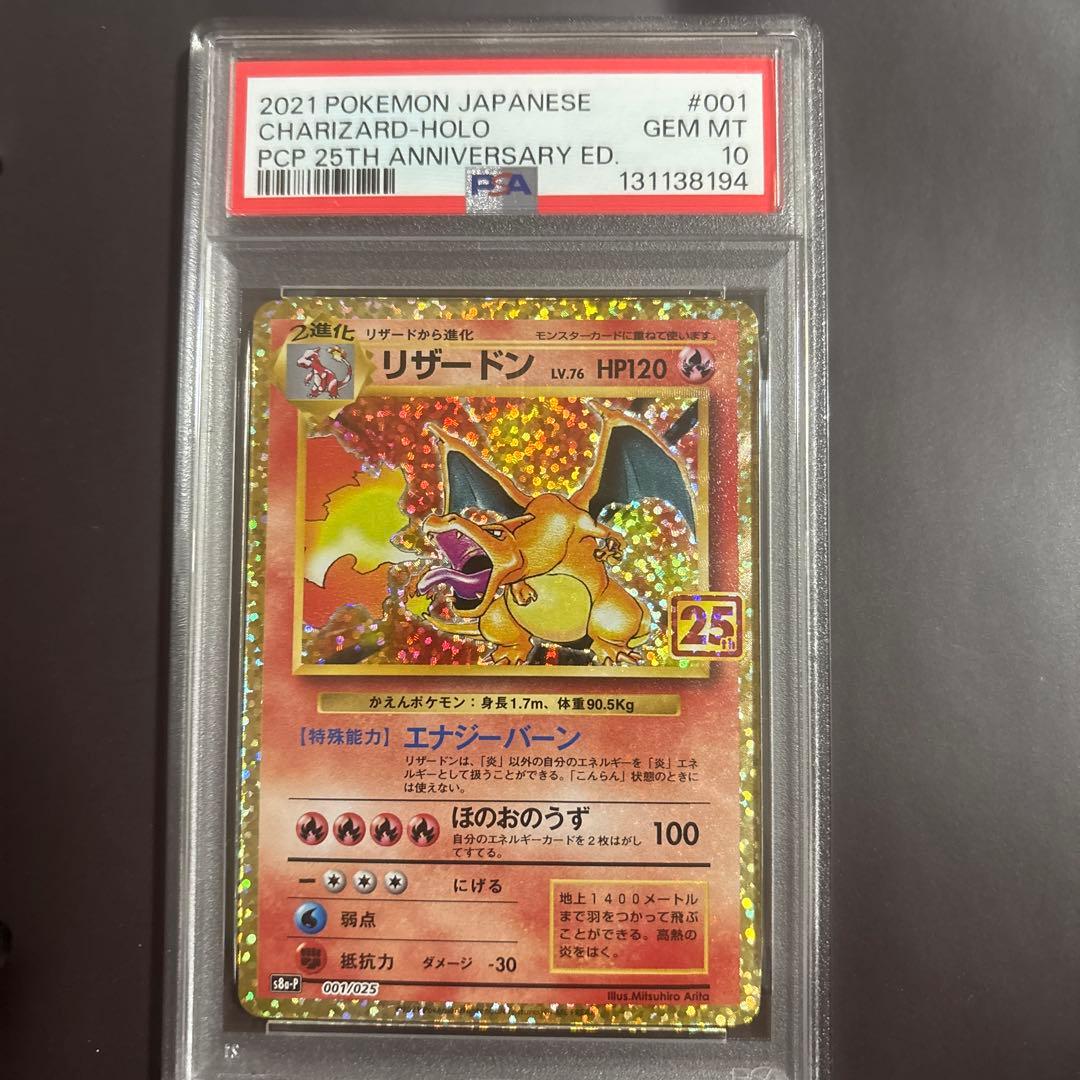 2021 POKEMON JAPANESE #001
CHARIZARD-HOLO GEM MT
PCP 25TH ANNIVERSARY ED. 10
PSA 131138194
2進化 リザードから進化 モンスターカードに重ねて使います。
リザードン LV.76 HP120
25th
かえんポケモン：身長1.7m、体重90.5Kg
【特殊能力】 エナジーバーン
リザードンは、「炎」以外の自分のエネルギーを「炎」エネ
ルギーとして扱うことができる。「こんらん」状態のときに
は使えない。
ほのおのうず 100
自分のエネルギーカードを2枚はがし
てすてる。
ー にげる
弱点
抵抗力 ダメージ -30
地上1400メートル
まで羽をつかって飛ぶ
ことができる。高熱の
炎をはく。
s8a-P 001/025
Illus.Mitsuhiro Arita